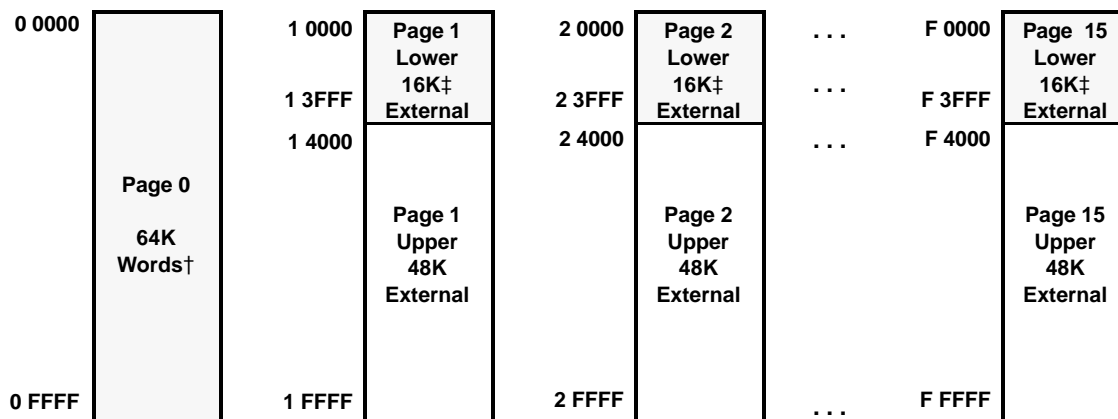 0 0000
Page 0
64K
Words†
0 FFFF
1 0000
Page 1
Lower
16K‡
External
1 3FFF
1 4000
Page 1
Upper
48K
External
1 FFFF
2 0000
Page 2
Lower
16K‡
External
2 3FFF
2 4000
Page 2
Upper
48K
External
2 FFFF
. . .
. . .
. . .
. . .
F 0000
Page 15
Lower
16K‡
External
F 3FFF
F 4000
Page 15
Upper
48K
External
F FFFF